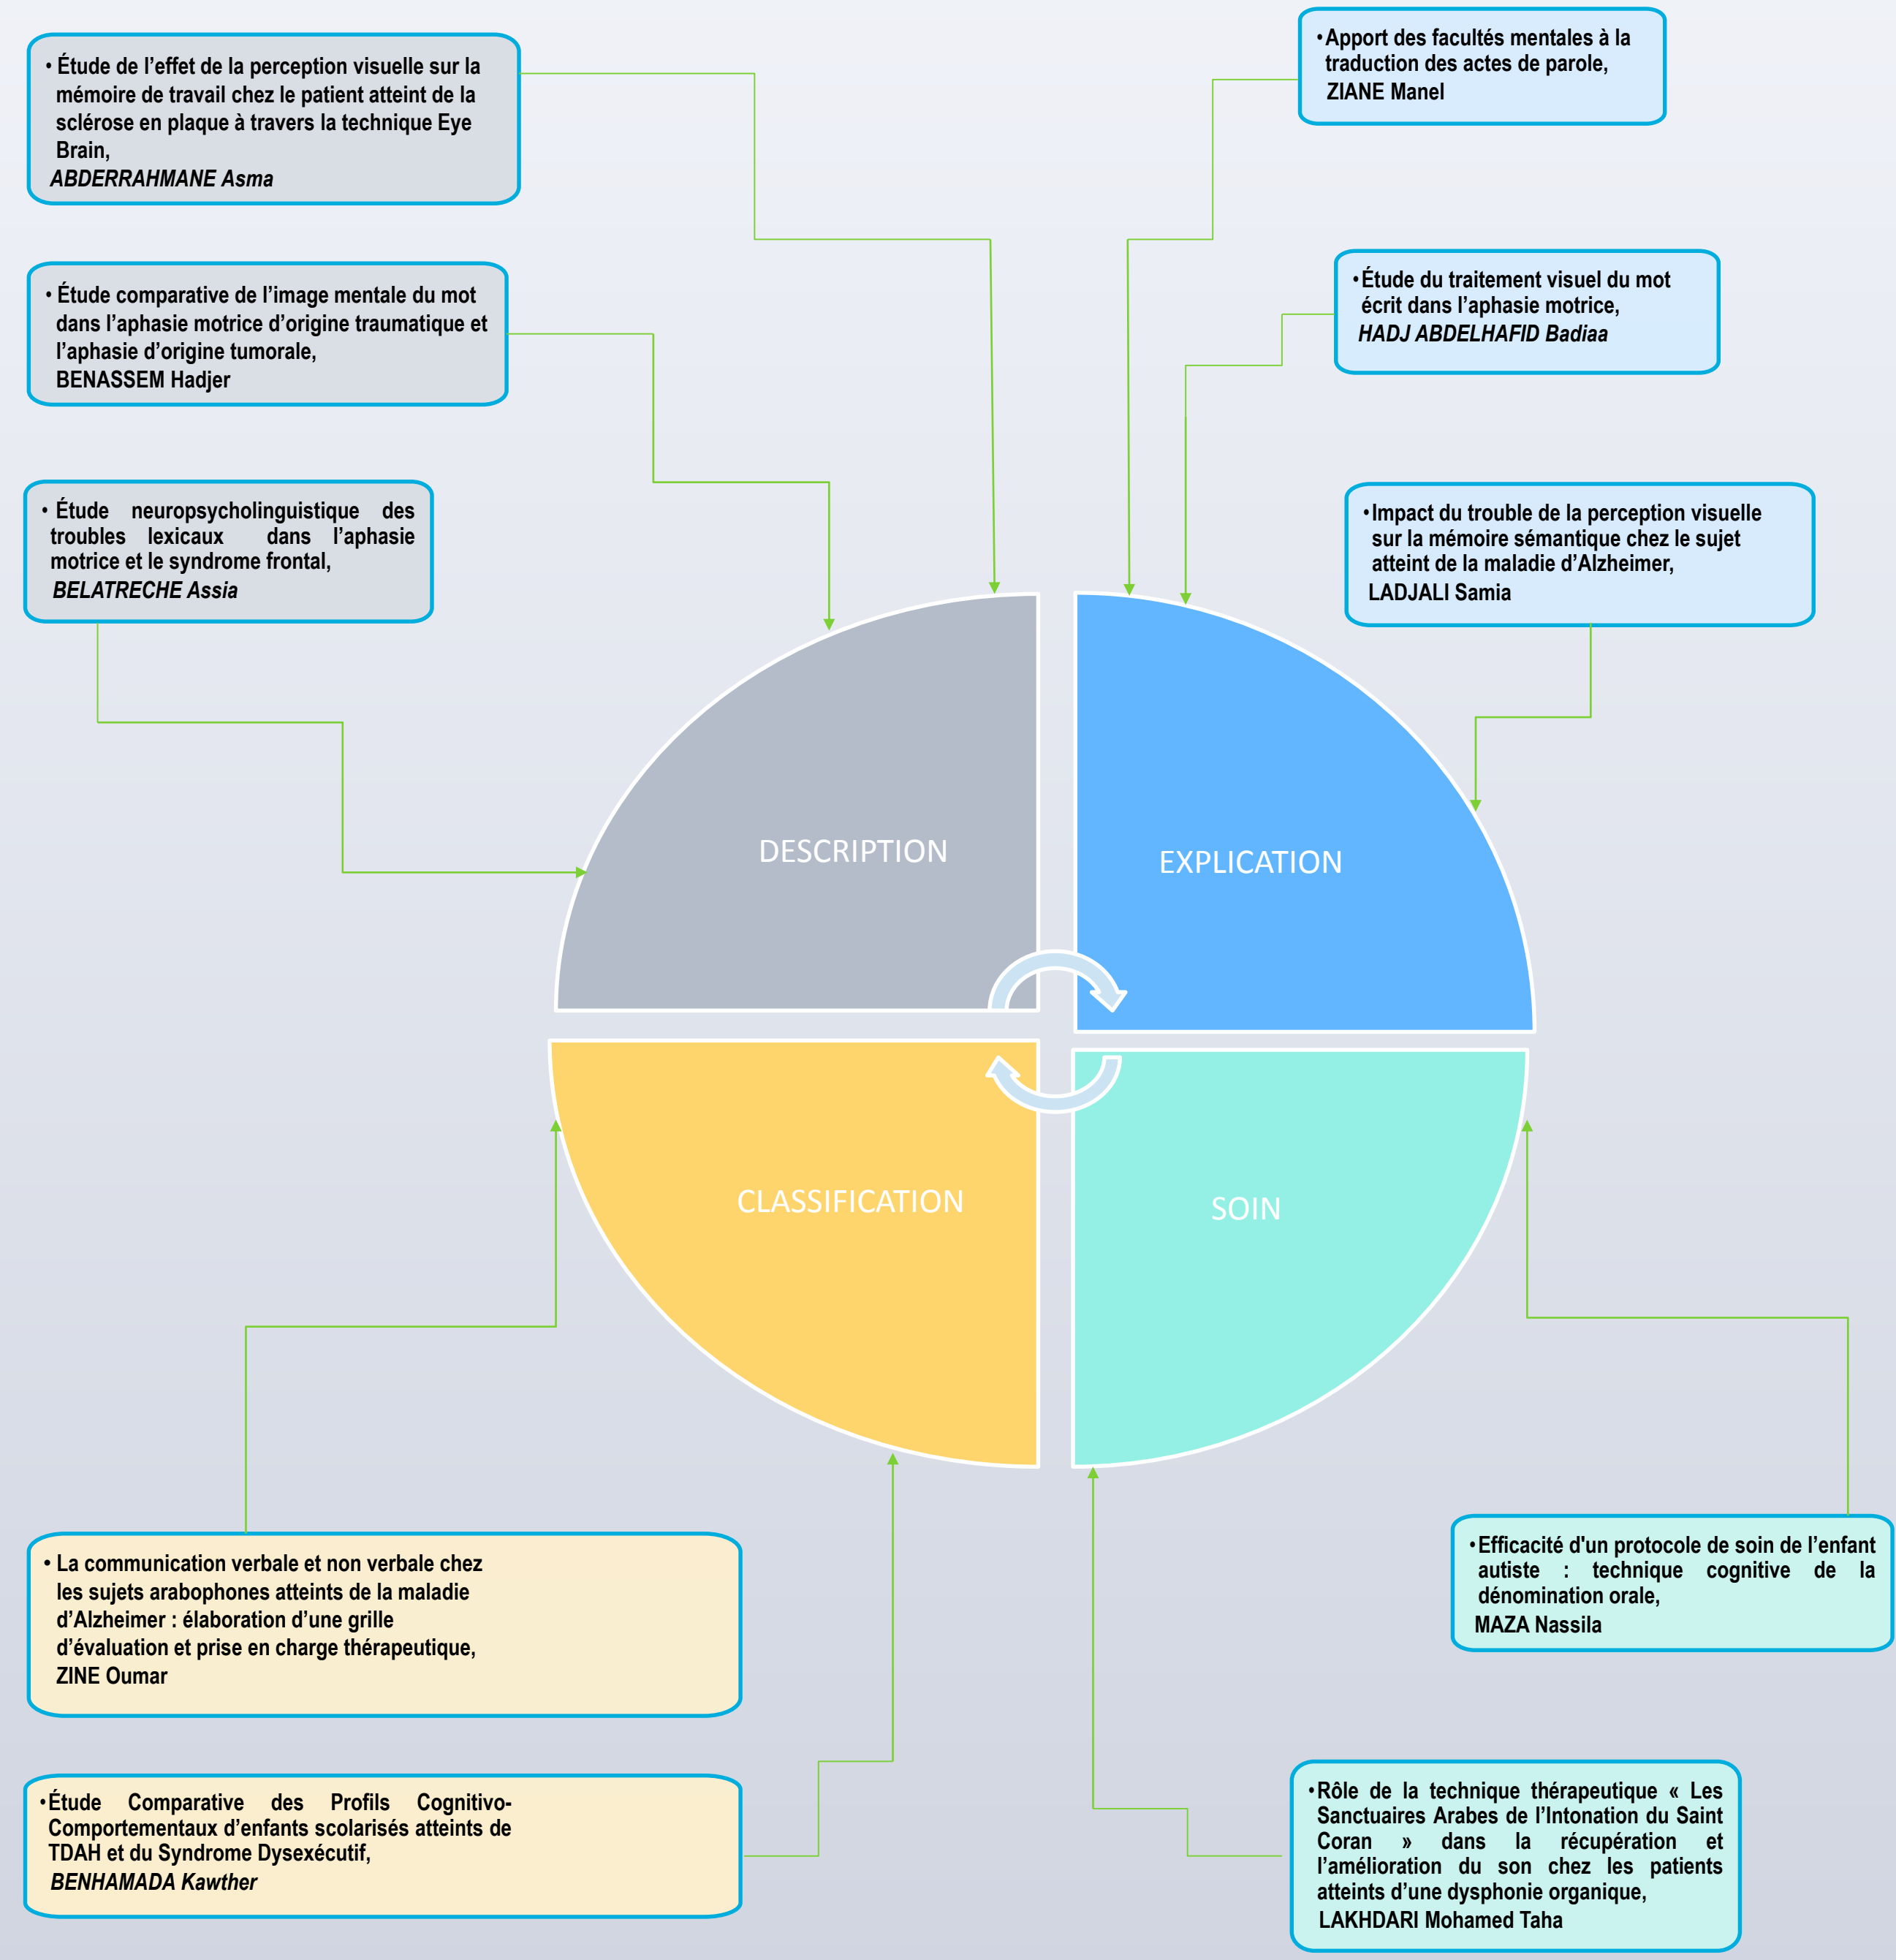 • Étude de l’effet de la perception visuelle sur la
mémoire de travail chez le patient atteint de la
sclérose en plaque à travers la technique Eye
Brain,
ABDERRAHMANE Asma
• Étude comparative de l’image mentale du mot
dans l’aphasie motrice d’origine traumatique et
l’aphasie d’origine tumorale,
BENASSEM Hadjer
• Étude neuropsycholinguistique des
troubles lexicaux dans l’aphasie
motrice et le syndrome frontal,
BELATRECHE Assia
•Apport des facultés mentales à la
traduction des actes de parole,
ZIANE Manel
•Étude du traitement visuel du mot
écrit dans l’aphasie motrice,
HADJ ABDELHAFID Badiaa
•Impact du trouble de la perception visuelle
sur la mémoire sémantique chez le sujet
atteint de la maladie d’Alzheimer,
LADJALI Samia
DESCRIPTION
EXPLICATION
CLASSIFICATION
SOIN
• La communication verbale et non verbale chez
les sujets arabophones atteints de la maladie
d’Alzheimer : élaboration d’une grille
d’évaluation et prise en charge thérapeutique,
ZINE Oumar
•Étude Comparative des Profils Cognitivo-
Comportementaux d’enfants scolarisés atteints de
TDAH et du Syndrome Dysexécutif,
BENHAMADA Kawther
•Efficacité d'un protocole de soin de l’enfant
autiste : technique cognitive de la
dénomination orale,
MAZA Nassila
•Rôle de la technique thérapeutique « Les
Sanctuaires Arabes de l’Intonation du Saint
Coran » dans la récupération et
l’amélioration du son chez les patients
atteints d’une dysphonie organique,
LAKHDARI Mohamed Taha